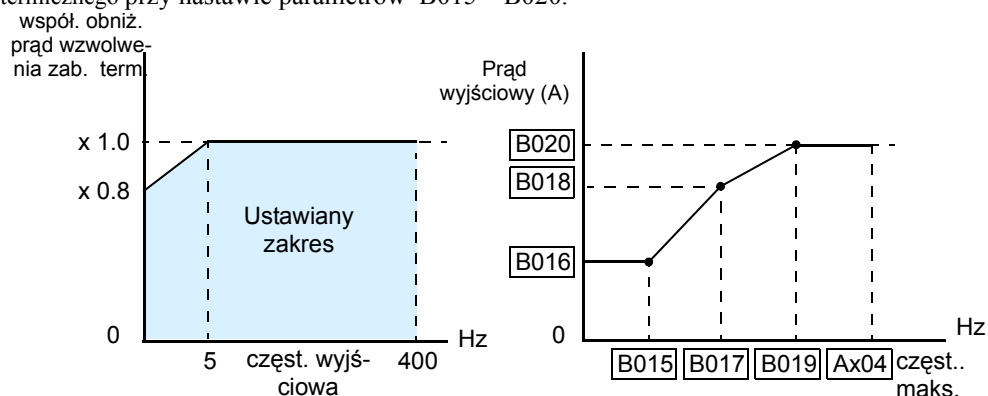 termicznego przy nastawie parametrów B015 – B020.
współ. obniż.
prąd wzwolwe-
nia zab. term.
x 1.0
x 0.8
Ustawiany
zakres
0
5
częst. wyjś-
ciowa
400
Hz
Prąd
wyjściowy (A)
B020
B018
B016
0
Hz
B015 B017 B019 Ax04 częst..
maks.